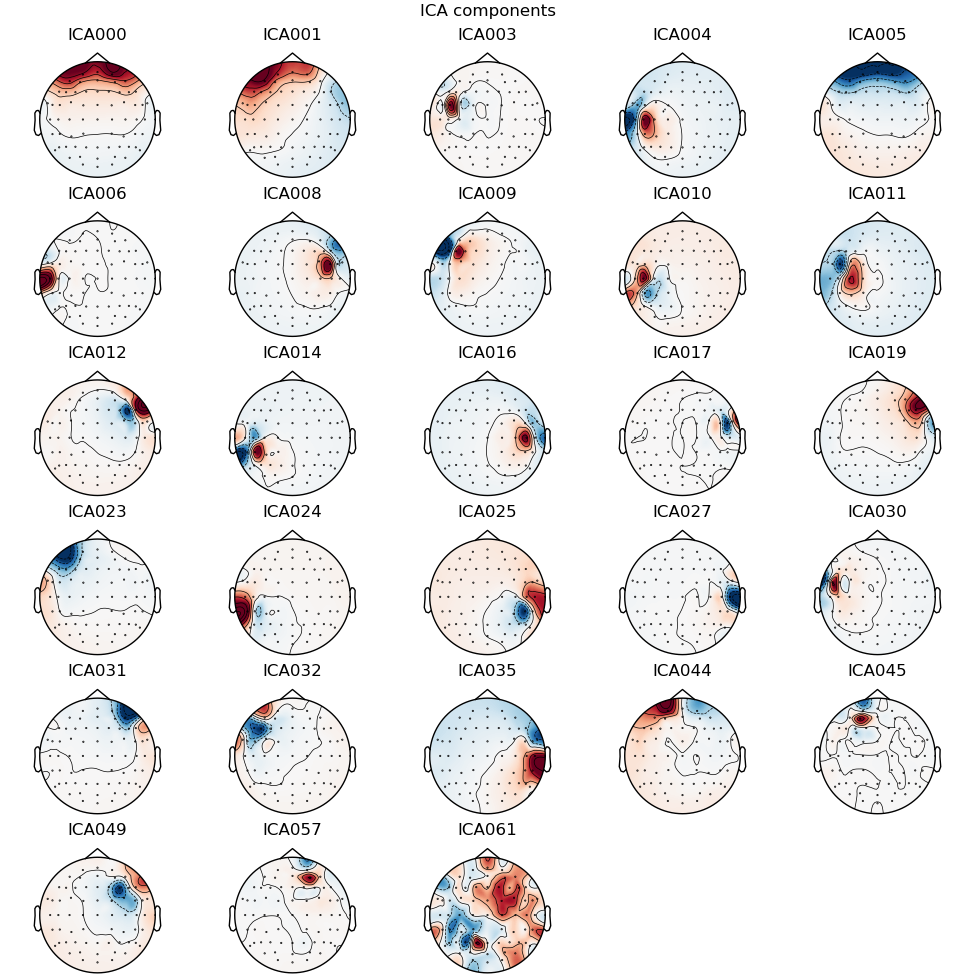 ICA components
ICA000 ICA001 ICA003 ICA004 ICA005
ICA006 ICA008 ICA009 ICA010 ICA011
ICA012 ICA014 ICA016 ICA017 ICA019
ICA023 ICA024 ICA025 ICA027 ICA030
ICA031 ICA032 ICA035 ICA044 ICA045
ICA049 ICA057 ICA061